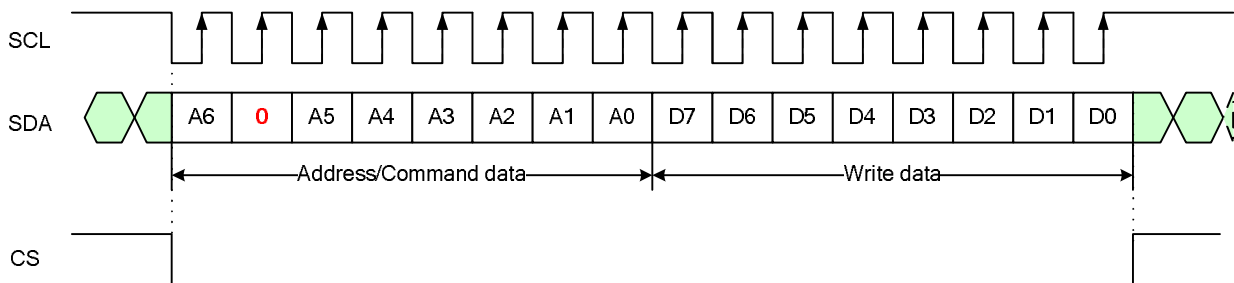 SCL
SDA A6 0 A5 A4 A3 A2 A1 A0 D7 D6 D5 D4 D3 D2 D1 D0
Address/Command data Write data
CS